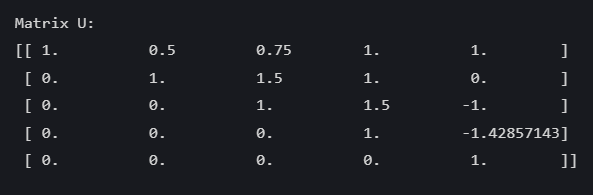 Matrix U:
[[ 1. 0.5 0.75 1. 1. ]
[ 0. 1. 1.5 1. 0. ]
[ 0. 0. 1. 1.5 -1. ]
[ 0. 0. 0. 1. -1.42857143]
[ 0. 0. 0. 0. 1. ]]